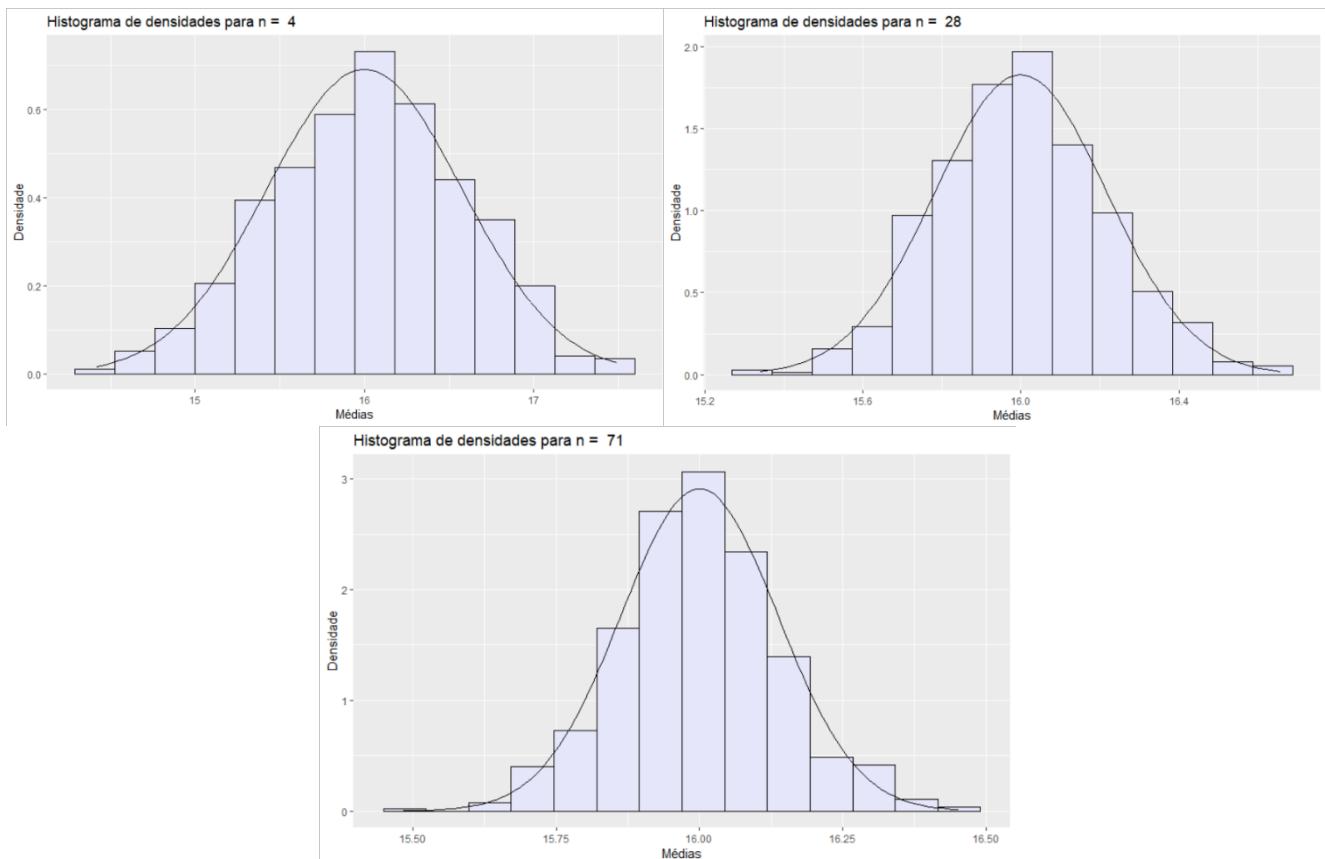 Histograma de densidades para n =  4
0.6
0.4
0.2
0.0
Densidade
15 16 17
Médias
Histograma de densidades para n =  28
2.0
1.5
1.0
0.5
0.0
Densidade
15.2 15.6 16.0 16.4
Médias
Histograma de densidades para n =  71
3
2
1
0
Densidade
15.50 15.75 16.00 16.25 16.50
Médias